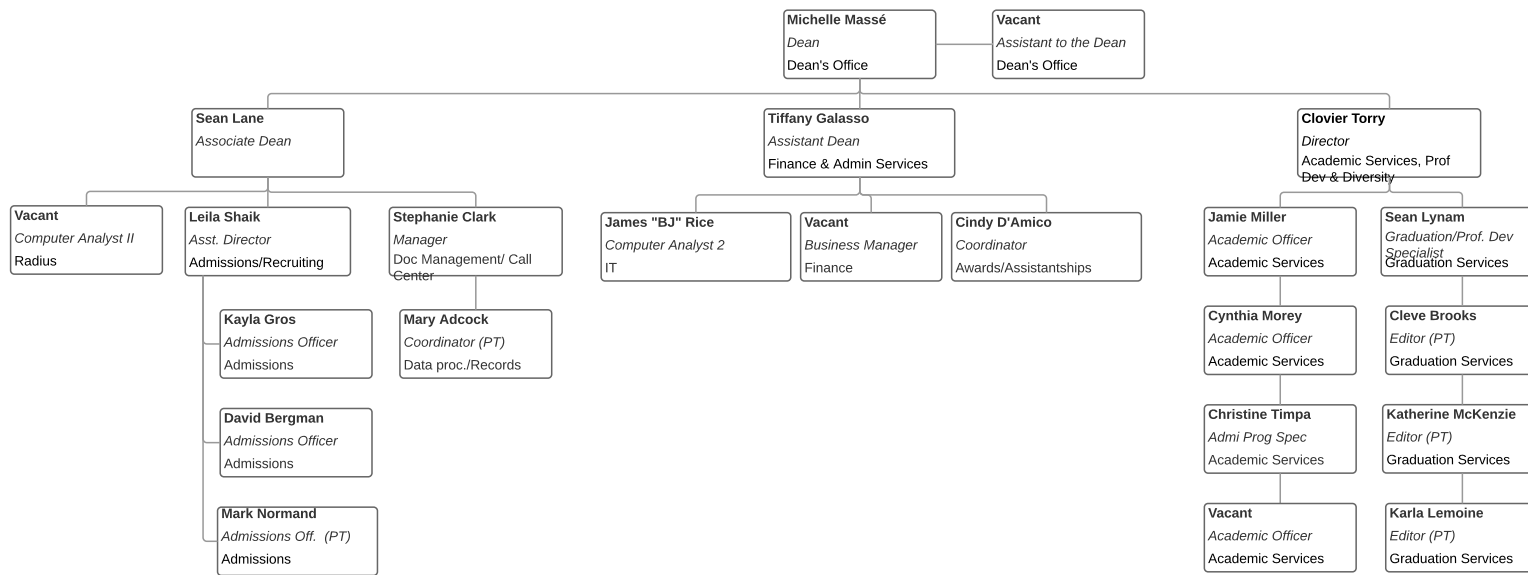 Michelle Massé
Dean
Dean's Office
Vacant
Assistant to the Dean
Dean's Office
Sean Lane
Associate Dean
Tiffany Galasso
Assistant Dean
Finance & Admin Services
Clovier Torry
Director
Academic Services, Prof
Dev & Diversity
Vacant
Computer Analyst II
Radius
Leila Shaik
Asst. Director
Admissions/Recruiting
Stephanie Clark
Manager
Doc Management/ Call
Center
James "BJ" Rice
Computer Analyst 2
IT
Vacant
Business Manager
Finance
Cindy D'Amico
Coordinator
Awards/Assistantships
Jamie Miller
Academic Officer
Academic Services
Sean Lynam
Graduation/Prof. Dev
Specialist
Graduation Services
Kayla Gros
Admissions Officer
Admissions
Mary Adcock
Coordinator (PT)
Data proc./Records
Cynthia Morey
Academic Officer
Academic Services
Cleve Brooks
Editor (PT)
Graduation Services
David Bergman
Admissions Officer
Admissions
Christine Timpa
Admi Prog Spec
Academic Services
Katherine McKenzie
Editor (PT)
Graduation Services
Mark Normand
Admissions Off.  (PT)
Admissions
Vacant
Academic Officer
Academic Services
Karla Lemoine
Editor (PT)
Graduation Services